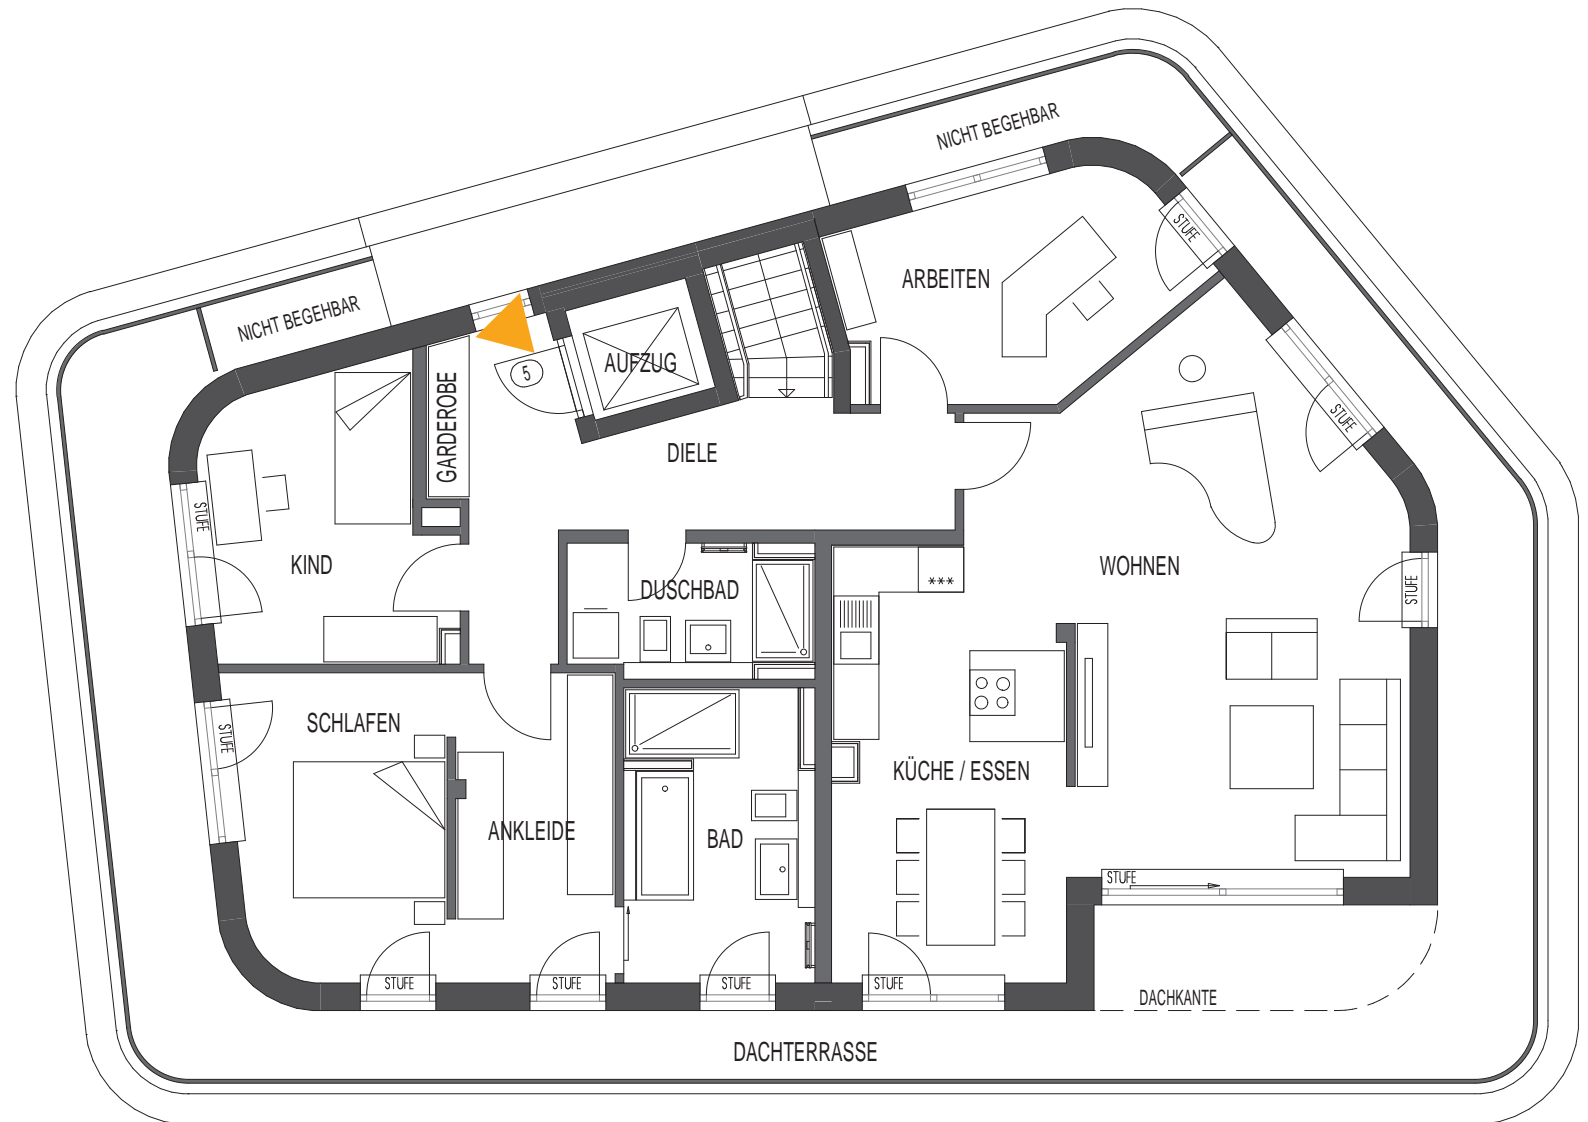 NICHT BEGEHBAR
STUFE
ARBEITEN
NICHT BEGEHBAR
AUFZUG
5
GARDEROBE
STUFE
DIELE
STUFE
KIND
WOHNEN
***
DUSCHBAD
STUFE
SCHLAFEN
STUFE
KÜCHE / ESSEN
ANKLEIDE
BAD
STUFE
STUFE
STUFE
STUFE
STUFE
DACHKANTE
DACHTERRASSE